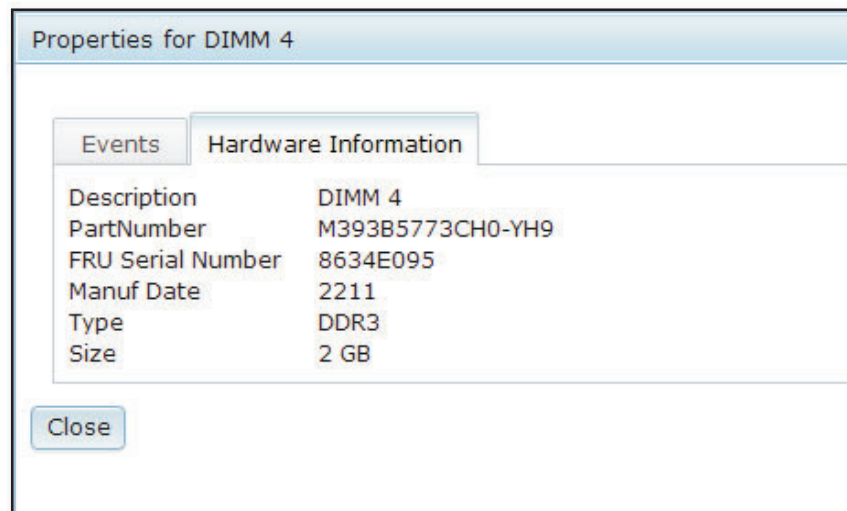 Properties for DIMM 4
Events Hardware Information
Description DIMM 4
PartNumber M393B5773CH0-YH9
FRU Serial Number 8634E095
Manuf Date 2211
Type DDR3
Size 2 GB
Close